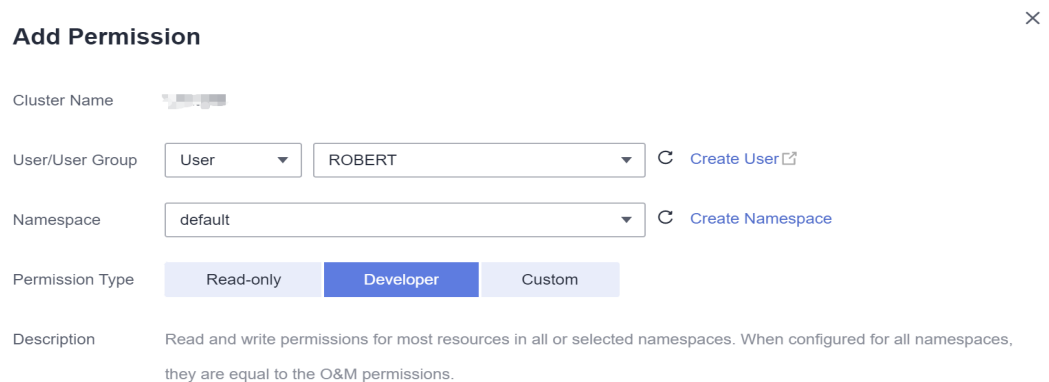 Add Permission
Cluster Name
User/User Group User ROBERT Create User
Namespace default Create Namespace
Permission Type Read-only Developer Custom
Description Read and write permissions for most resources in all or selected namespaces. When configured for all namespaces,
they are equal to the O&M permissions.